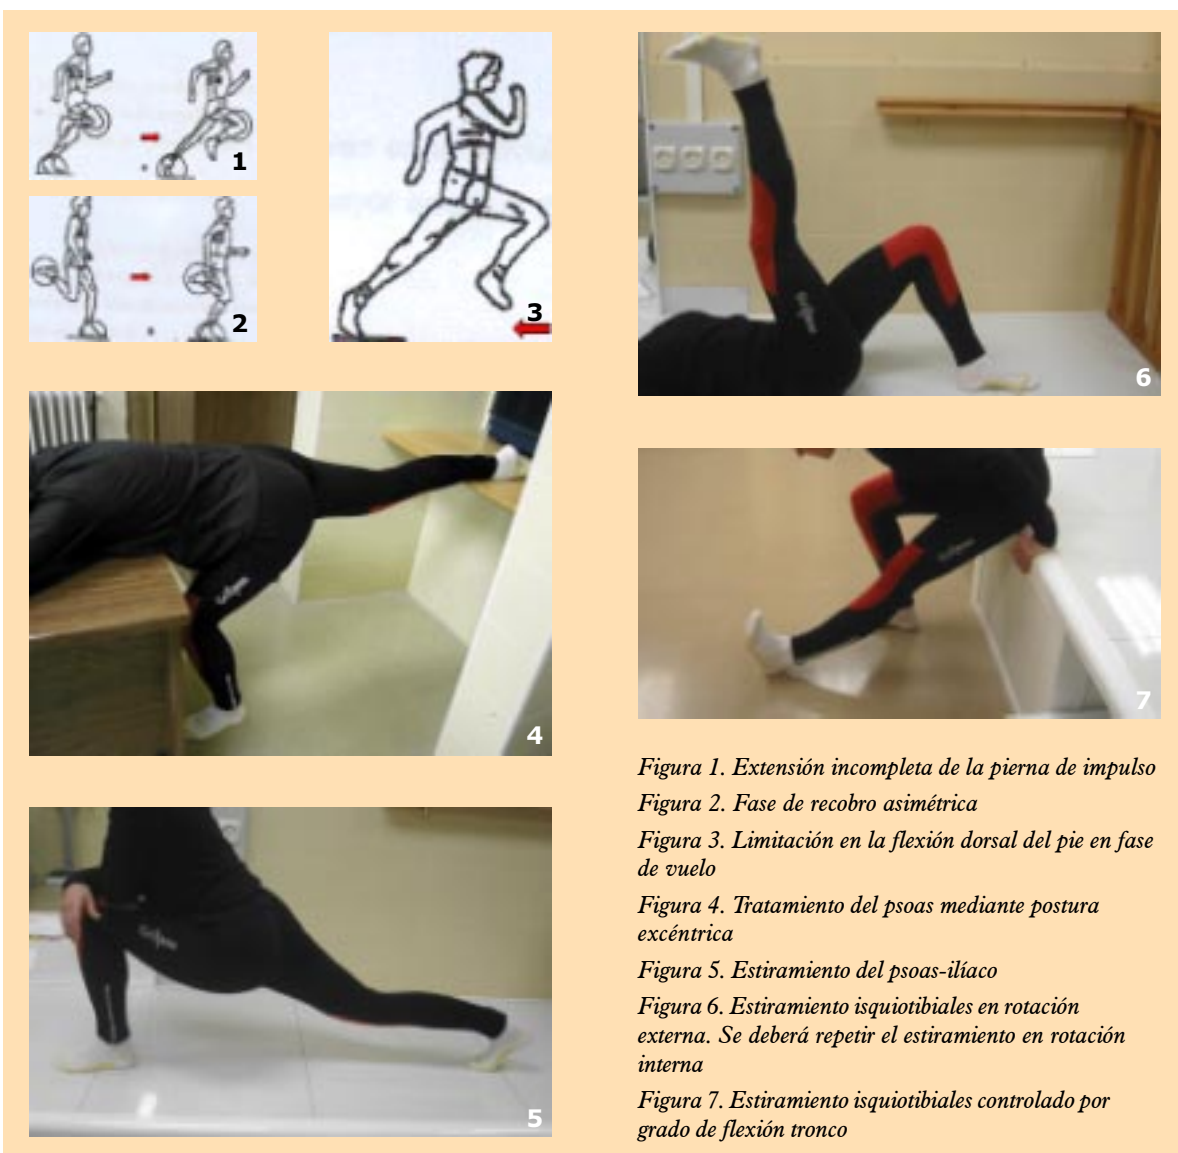 1
2
3
6
4
7
5
Figura 1. Extensión incompleta de la pierna de impulso
Figura 2. Fase de recobro asimétrica
Figura 3. Limitación en la flexión dorsal del pie en fase
de vuelo
Figura 4. Tratamiento del psoas mediante postura
excéntrica
Figura 5. Estiramiento del psoas-ilíaco
Figura 6. Estiramiento isquiotibiales en rotación
externa. Se deberá repetir el estiramiento en rotación
interna
Figura 7. Estiramiento isquiotibiales controlado por
grado de flexión tronco